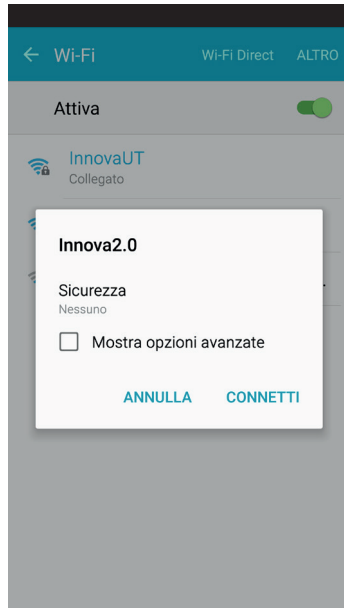 Wi-Fi Wi-Fi Direct ALTRO
Attiva
InnovaUT
Collegato
Innova2.0
Sicurezza
Nessuno
Mostra opzioni avanzate
ANNULLA CONNETTI